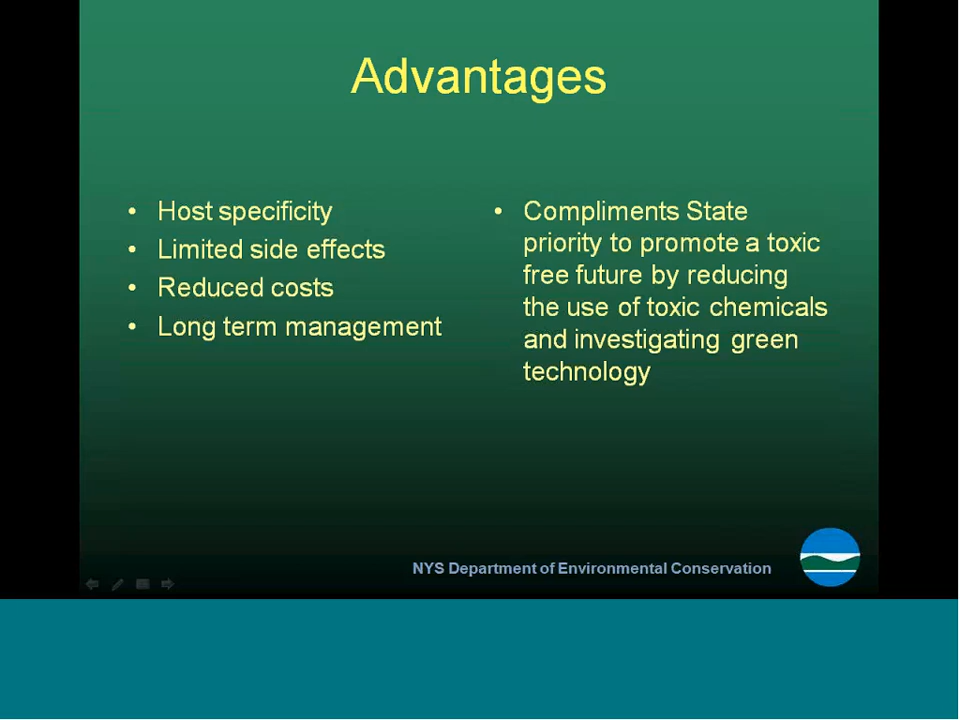 Advantages
• Host specificity
• Limited side effects
• Reduced costs
• Long term management
• Compliments State
priority to promote a toxic
free future by reducing
the use of toxic chemicals
and investigating green
technology
NYS Department of Environmental Conservation